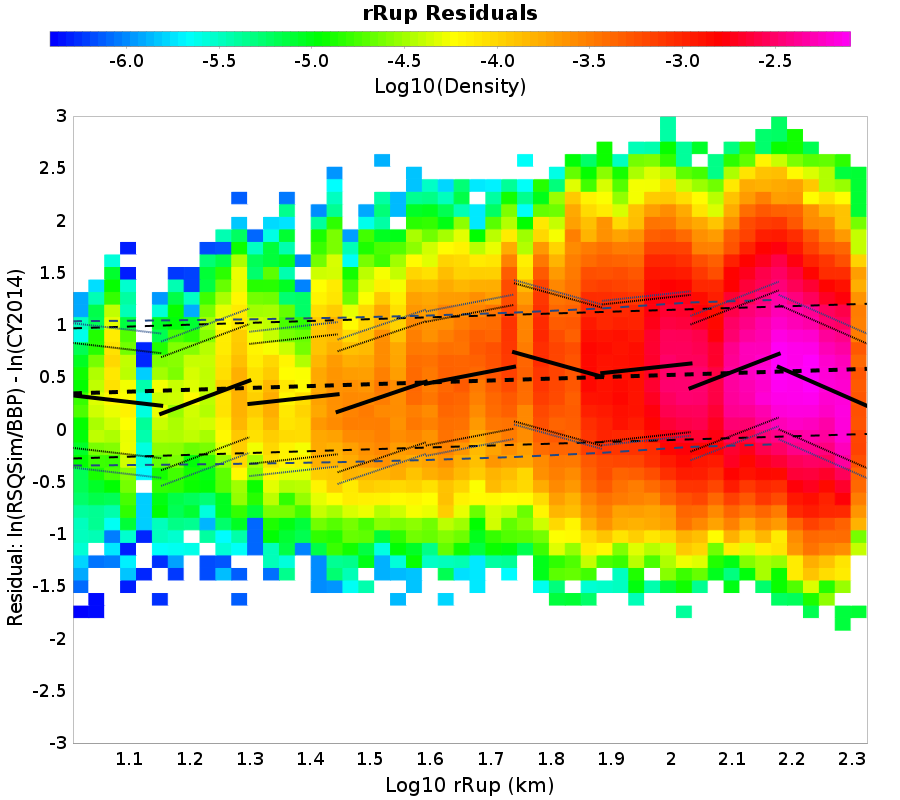 rRup Residuals
-6.0 -5.5 -5.0 -4.5 -4.0 -3.5 -3.0 -2.5
Log10(Density)
3
2.5
2
1.5
1
0.5
0
-0.5
-1
-1.5
-2
-2.5
-3
Residual: ln(RSQSim/BBP) - ln(CY2014)
1.1 1.2 1.3 1.4 1.5 1.6 1.7 1.8 1.9 2 2.1 2.2 2.3
Log10 rRup (km)